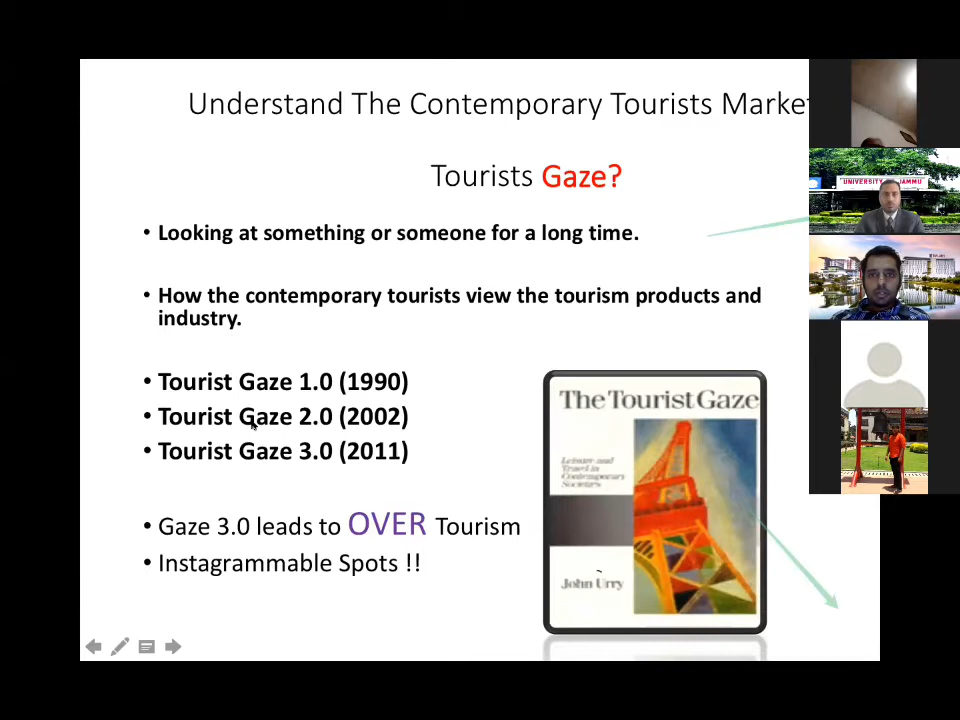 Understand The Contemporary Tourists Market
Tourists Gaze?
• Looking at something or someone for a long time.
• How the contemporary tourists view the tourism products and
industry.
• Tourist Gaze 1.0 (1990)
• Tourist Gaze 2.0 (2002)
• Tourist Gaze 3.0 (2011)
• Gaze 3.0 leads to OVER Tourism
• Instagrammable Spots !!
The Tourist Gaze
Leisure and
Travel in
Contemporary
Societies
John Urry
UNIVERSITY JAMMU